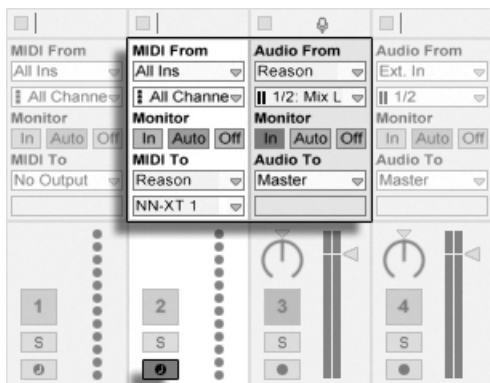 MIDI From
All Ins
All Channe
Monitor
In Auto Off
MIDI To
No Output
1
S
MIDI From
All Ins
All Channe
Monitor
In Auto Off
MIDI To
Reason
NN-XT 1
2
S
Audio From
Reason
1/2: Mix L
Monitor
In Auto Off
Audio To
Master
3
S
Audio From
Ext. In
1/2
Monitor
In Auto Off
Audio To
Master
4
S